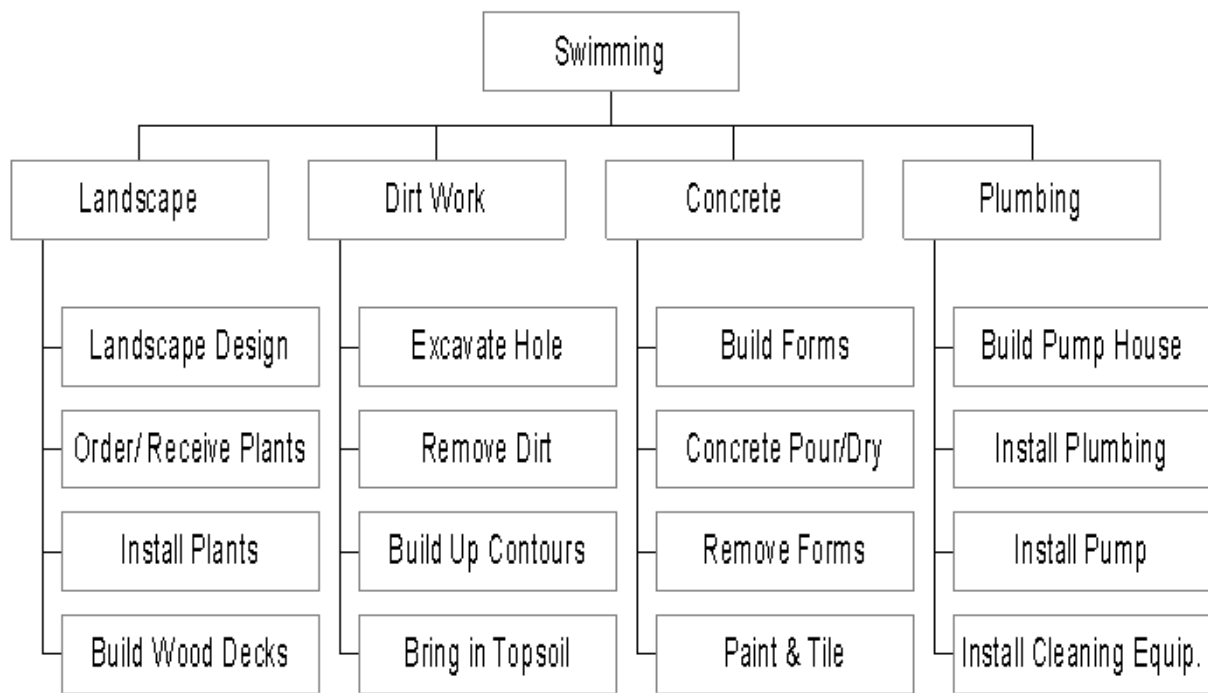 Swimming
Landscape
Dirt Work
Concrete
Plumbing
Landscape Design
Excavate Hole
Build Forms
Build Pump House
Order/ Receive Plants
Remove Dirt
Concrete Pour/Dry
Install Plumbing
Install Plants
Build Up Contours
Remove Forms
Install Pump
Build Wood Decks
Bring in Topsoil
Paint & Tile
Install Cleaning Equip.